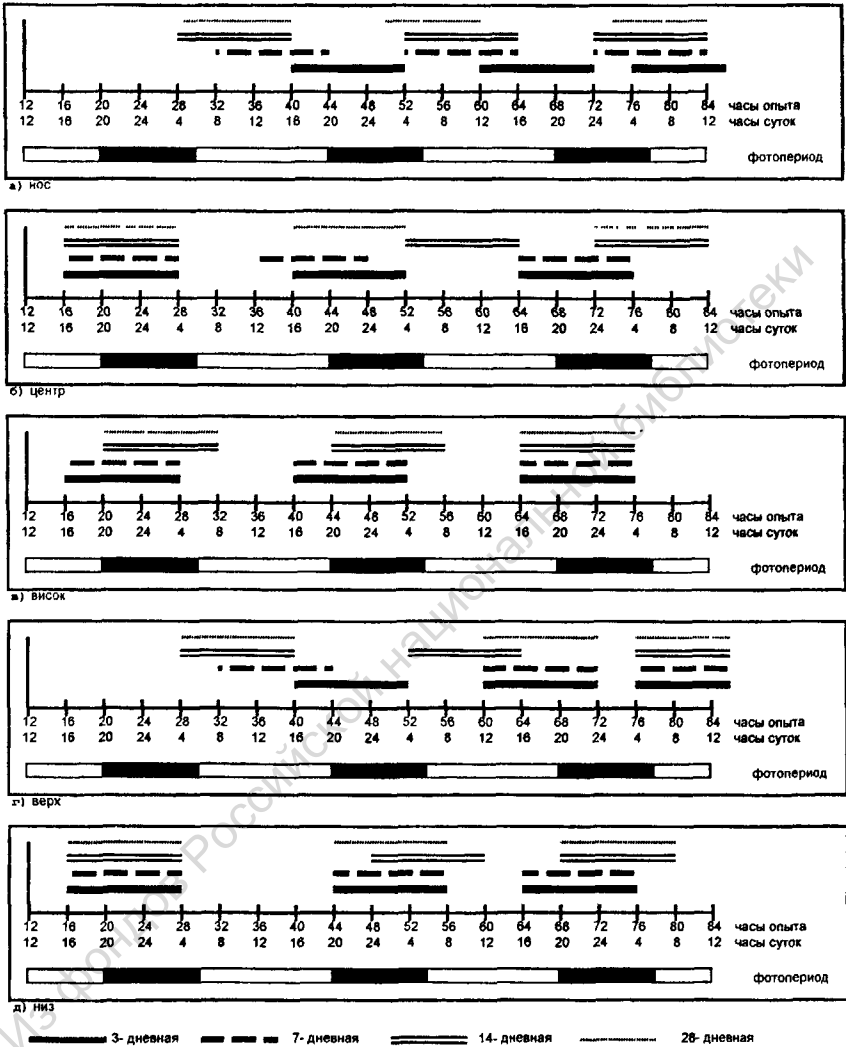 12 16 20 24 28 32 36 40 44 48 52 56 60 64 68 72 76 80 84 часы опыта
12 16 20 24 4 8 12 16 20 24 4 8 12 16 20 24 4 8 12 часы суток
фотопериод
а) нос
12 16 20 24 28 32 36 40 44 48 52 56 60 64 68 72 76 80 84 часы опыта
12 16 20 24 4 8 12 16 20 24 4 8 12 16 20 24 4 8 12 часы суток
фотопериод
б) центр
12 16 20 24 28 32 36 40 44 48 52 56 60 64 68 72 76 80 84 часы опыта
12 16 20 24 4 8 12 16 20 24 4 8 12 16 20 24 4 8 12 часы суток
фотопериод
в) висок
12 16 20 24 28 32 36 40 44 48 52 56 60 64 68 72 76 80 84 часы опыта
12 16 20 24 4 8 12 16 20 24 4 8 12 16 20 24 4 8 12 часы суток
фотопериод
г) верх
12 16 20 24 28 32 36 40 44 48 52 56 60 64 68 72 76 80 84 часы опыта
12 16 20 24 4 8 12 16 20 24 4 8 12 16 20 24 4 8 12 часы суток
фотопериод
д) низ
3- дневная 7- дневная 14- дневная 28- дневная
Из фондов Российской национальной библиотеки